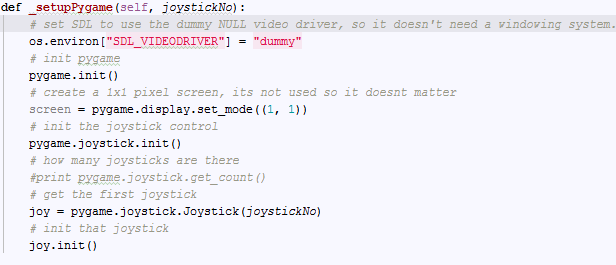 def _setupPygame(self, joystickNo):
# set SDL to use the dummy NULL video driver, so it doesn't need a windowing system.
os.environ["SDL_VIDEODRIVER"] = "dummy"
# init pygame
pygame.init()
# create a 1x1 pixel screen, its not used so it doesnt matter
screen = pygame.display.set_mode((1, 1))
# init the joystick control
pygame.joystick.init()
# how many joysticks are there
#print pygame.joystick.get_count()
# get the first joystick
joy = pygame.joystick.Joystick(joystickNo)
# init that joystick
joy.init()